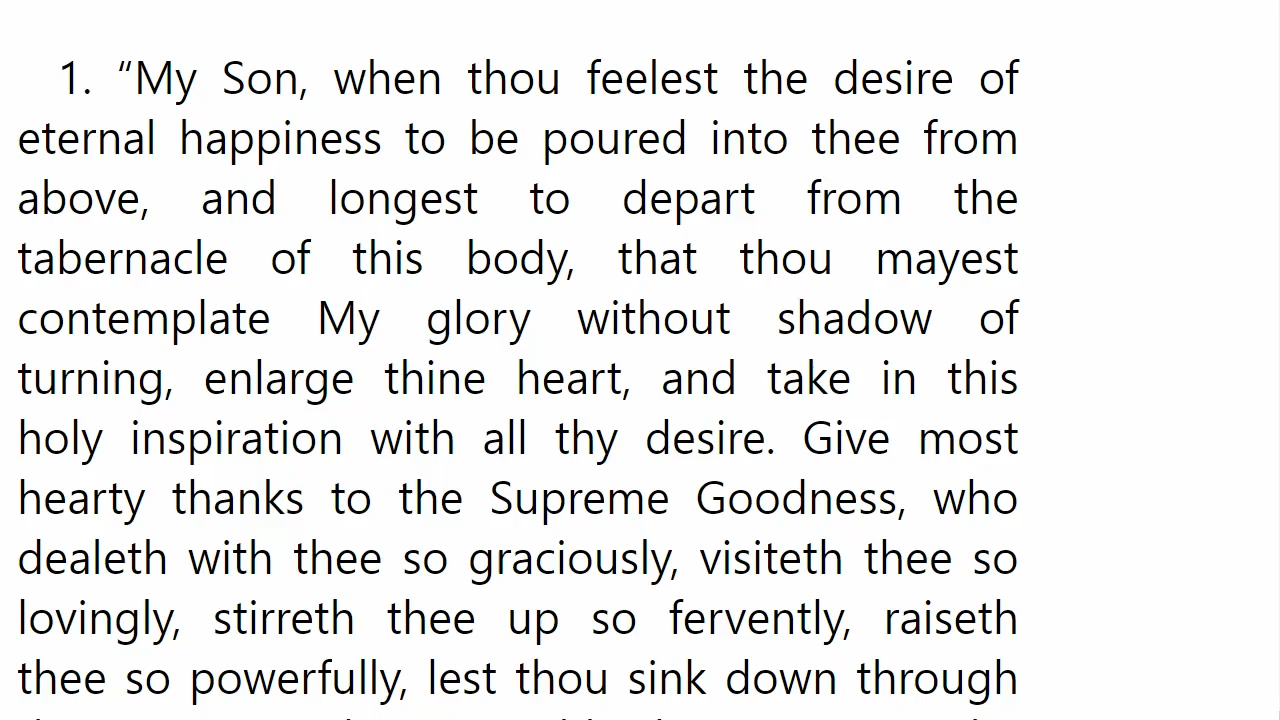 1. “My Son, when thou feelest the desire of
eternal happiness to be poured into thee from
above, and longest to depart from the
tabernacle of this body, that thou mayest
contemplate My glory without shadow of
turning, enlarge thine heart, and take in this
holy inspiration with all thy desire. Give most
hearty thanks to the Supreme Goodness, who
dealeth with thee so graciously, visiteth thee so
lovingly, stirreth thee up so fervently, raiseth
thee so powerfully, lest thou sink down through